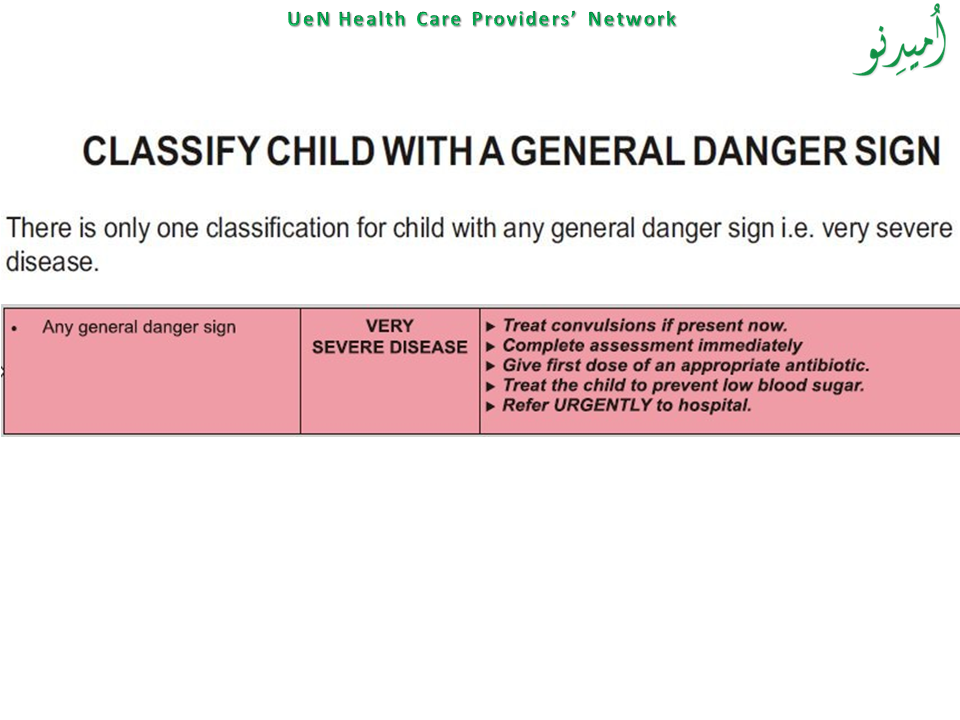 UeN Health Care Providers’ Network
اُميدِنو
CLASSIFY CHILD WITH A GENERAL DANGER SIGN
There is only one classification for child with any general danger sign i.e. very severe
disease.
• Any general danger sign
VERY
SEVERE DISEASE
▶ Treat convulsions if present now.
▶ Complete assessment immediately
▶ Give first dose of an appropriate antibiotic.
▶ Treat the child to prevent low blood sugar.
▶ Refer URGENTLY to hospital.